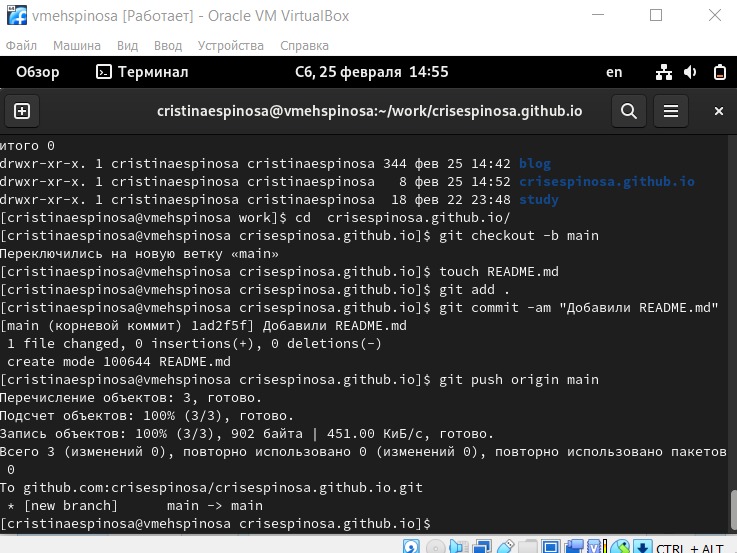 vmehspinosa [Работает] - Oracle VM VirtualBox
Файл Машина Вид Ввод Устройства Справка
Обзор Терминал Сб, 25 февраля 14:55 en
cristinaespinosa@vmehspinosa:~/work/crisespinosa.github.io
итого 0
drwxr-xr-x. 1 cristinaespinosa cristinaespinosa 344 фев 25 14:42 blog
drwxr-xr-x. 1 cristinaespinosa cristinaespinosa   8 фев 25 14:52 crisespinosa.github.io
drwxr-xr-x. 1 cristinaespinosa cristinaespinosa  18 фев 22 23:48 study
[cristinaespinosa@vmehspinosa work]$ cd  crisespinosa.github.io/
[cristinaespinosa@vmehspinosa crisespinosa.github.io]$ git checkout -b main
Переключились на новую ветку «main»
[cristinaespinosa@vmehspinosa crisespinosa.github.io]$ touch README.md
[cristinaespinosa@vmehspinosa crisespinosa.github.io]$ git add .
[cristinaespinosa@vmehspinosa crisespinosa.github.io]$ git commit -am "Добавили README.md"
[main (корневой коммит) 1ad2f5f] Добавили README.md
 1 file changed, 0 insertions(+), 0 deletions(-)
 create mode 100644 README.md
[cristinaespinosa@vmehspinosa crisespinosa.github.io]$ git push origin main
Перечисление объектов: 3, готово.
Подсчет объектов: 100% (3/3), готово.
Запись объектов: 100% (3/3), 902 байта | 451.00 КиБ/с, готово.
Всего 3 (изменений 0), повторно использовано 0 (изменений 0), повторно использовано пакетов
 0
To github.com:crisespinosa/crisespinosa.github.io.git
 * [new branch]      main -> main
[cristinaespinosa@vmehspinosa crisespinosa.github.io]$
CTRL + ALT